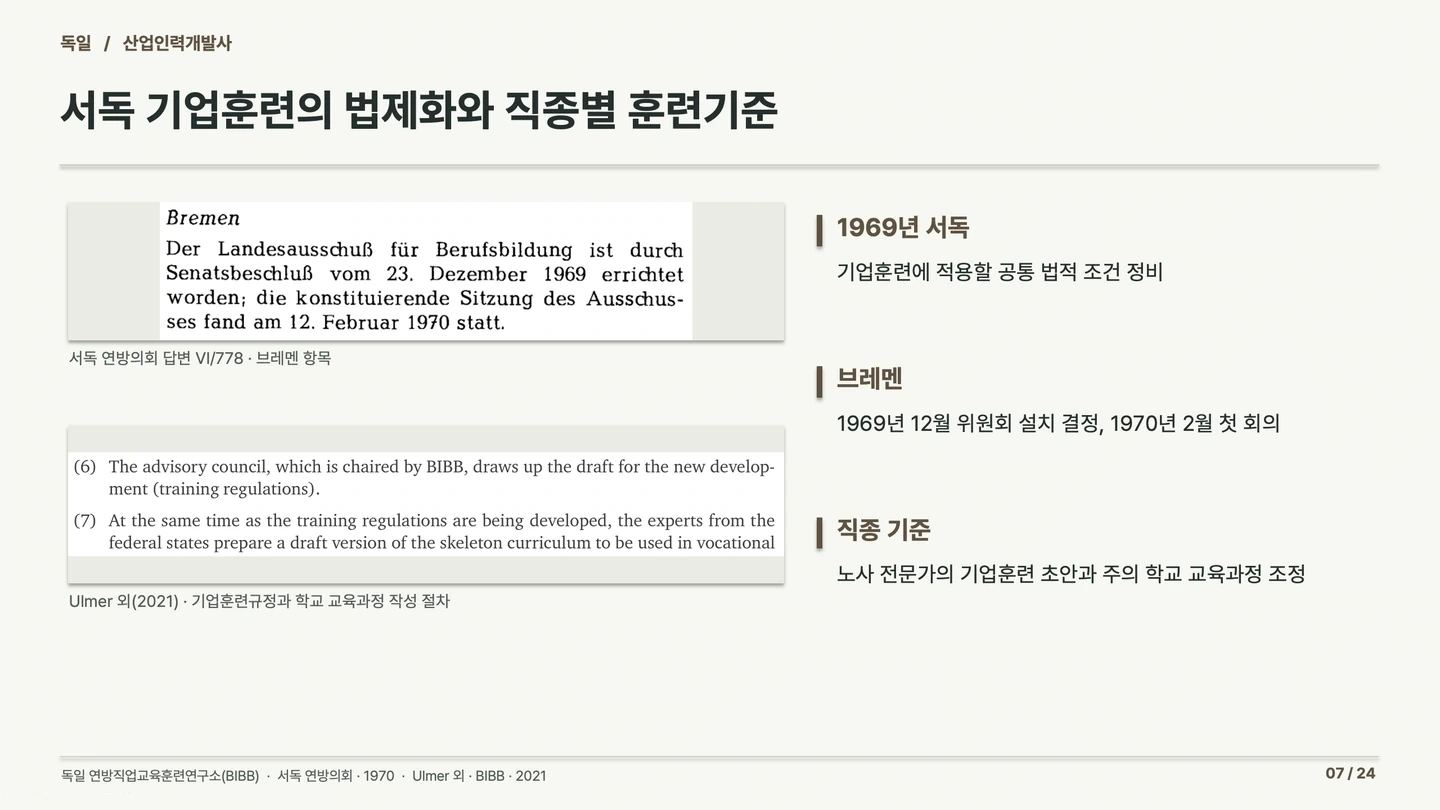 독일 / 산업인력개발사
서독 기업훈련의 법제화와 직종별 훈련기준
Bremen
Der Landesausschuß für Berufsbildung ist durch
Senatsbeschluß vom 23. Dezember 1969 errichtet
worden; die konstituierende Sitzung des Ausschus-
ses fand am 12. Februar 1970 statt.
서독 연방의회 답변 VI/778 · 브레멘 항목
(6) The advisory council, which is chaired by BIBB, draws up the draft for the new develop-
ment (training regulations).
(7) At the same time as the training regulations are being developed, the experts from the
federal states prepare a draft version of the skeleton curriculum to be used in vocational
Ulmer 외(2021) · 기업훈련규정과 학교 교육과정 작성 절차
1969년 서독
기업훈련에 적용할 공통 법적 조건 정비
브레멘
1969년 12월 위원회 설치 결정, 1970년 2월 첫 회의
직종 기준
노사 전문가의 기업훈련 초안과 주의 학교 교육과정 조정
독일 연방직업교육훈련연구소(BIBB) · 서독 연방의회 · 1970 · Ulmer 외 · BIBB · 2021
07 / 24